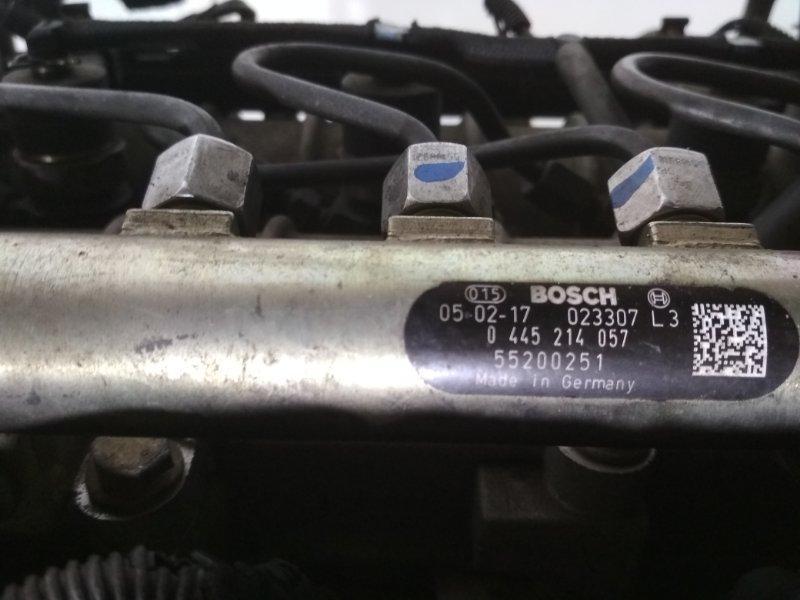 015 BOSCH
05-02-17 023307 L3
0 445 214 057
55200251
Made in Germany